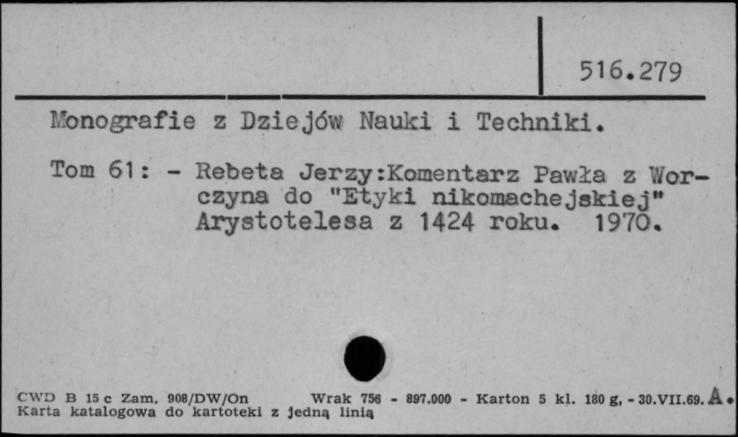 516.279
Monografie z Dziejów Nauki i Techniki.
Tom 61: - Rebeta Jerzy:Komentarz Pawła z Wor-
czyna do "Etyki nikomachejskiej"
Arystotelesa z 1424 roku. 1970.
CWD B 15 c Zam. 908/DW/On Wrak 756 - 897.000 - Karton 5 kl. 180 g, - 30.VII.69. A.
Karta katalogowa do kartoteki z jedną linią